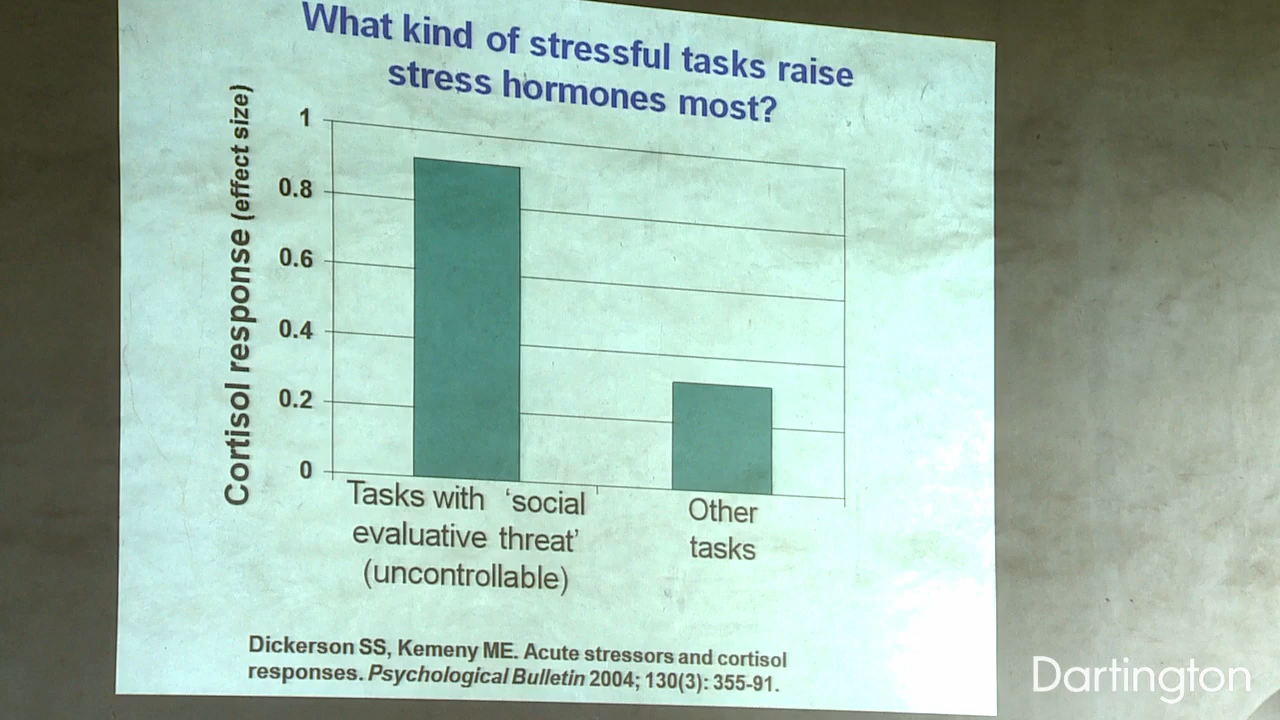 What kind of stressful tasks raise
stress hormones most?
Cortisol response (effect size)
1
0.8
0.6
0.4
0.2
0
Tasks with ‘social
evaluative threat’
(uncontrollable)
Other
tasks
Dickerson SS, Kemeny ME. Acute stressors and cortisol
responses. Psychological Bulletin 2004; 130(3): 355-91.
Dartington